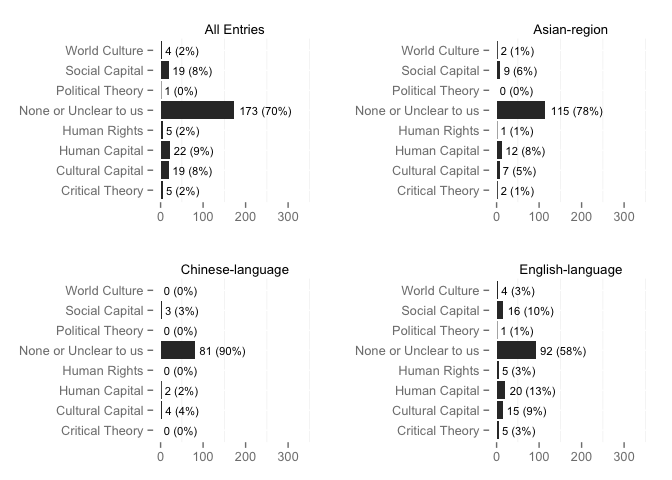 All Entries
World Culture 4 (2%)
Social Capital 19 (8%)
Political Theory 1 (0%)
None or Unclear to us 173 (70%)
Human Rights 5 (2%)
Human Capital 22 (9%)
Cultural Capital 19 (8%)
Critical Theory 5 (2%)
0 100 200 300
Asian-region
World Culture 2 (1%)
Social Capital 9 (6%)
Political Theory 0 (0%)
None or Unclear to us 115 (78%)
Human Rights 1 (1%)
Human Capital 12 (8%)
Cultural Capital 7 (5%)
Critical Theory 2 (1%)
0 100 200 300
Chinese-language
World Culture 0 (0%)
Social Capital 3 (3%)
Political Theory 0 (0%)
None or Unclear to us 81 (90%)
Human Rights 0 (0%)
Human Capital 2 (2%)
Cultural Capital 4 (4%)
Critical Theory 0 (0%)
0 100 200 300
English-language
World Culture 4 (3%)
Social Capital 16 (10%)
Political Theory 1 (1%)
None or Unclear to us 92 (58%)
Human Rights 5 (3%)
Human Capital 20 (13%)
Cultural Capital 15 (9%)
Critical Theory 5 (3%)
0 100 200 300